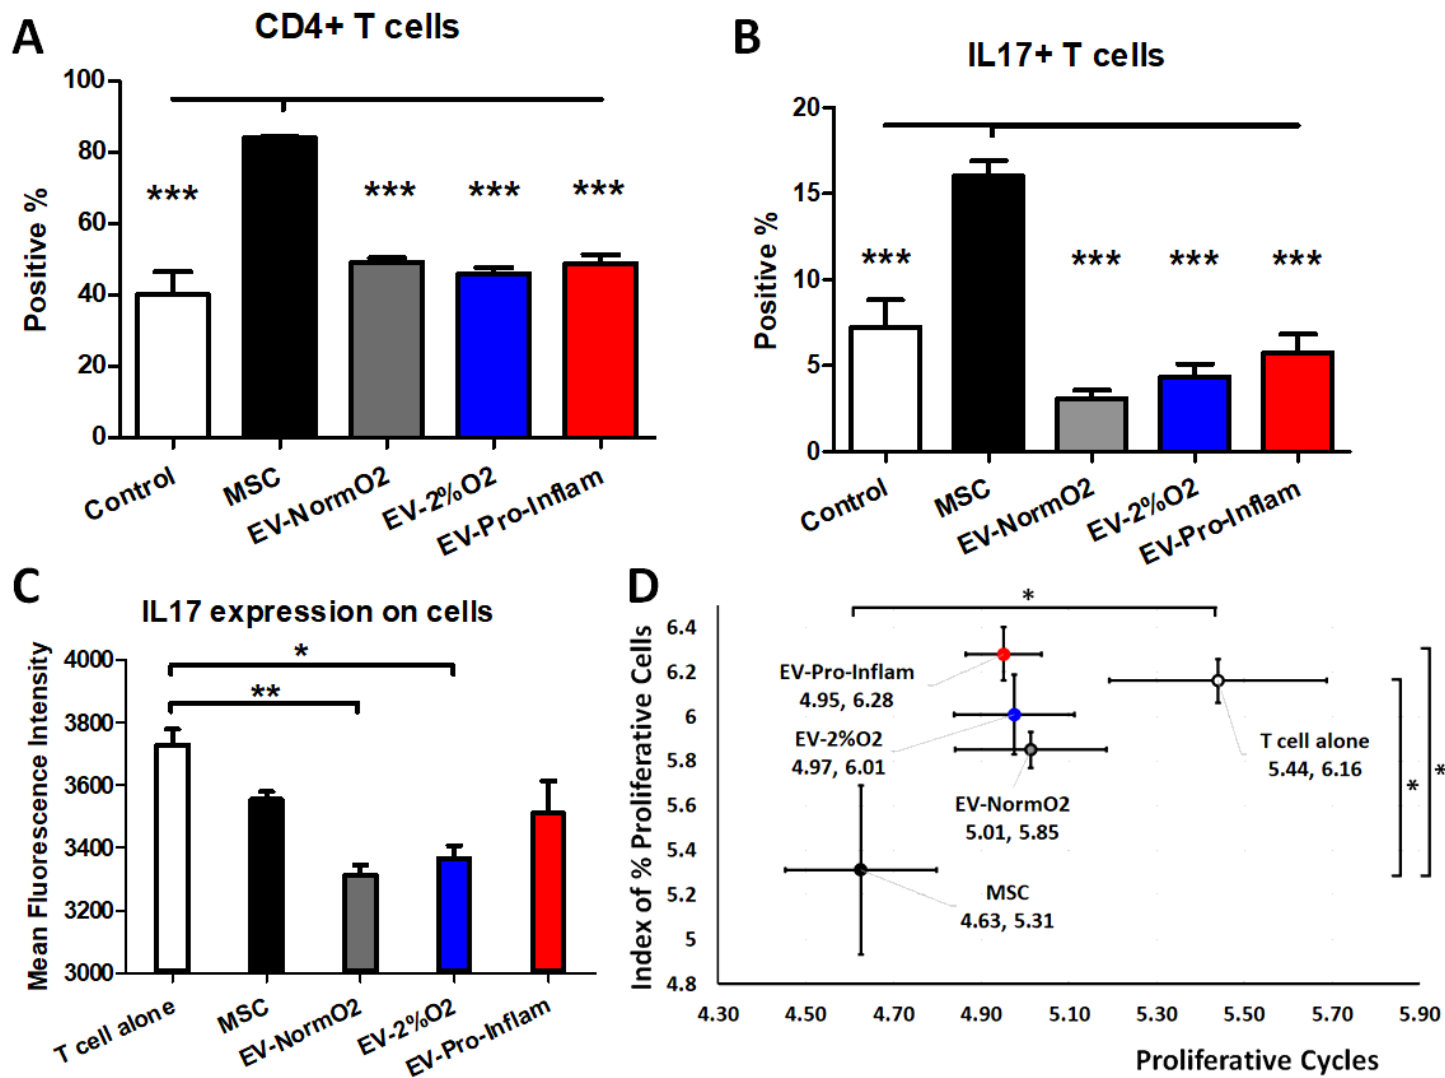 A
CD4+ T cells
Positive %
100
80
60
40
20
0
***
***
***
***
Control
MSC
EV-NormO2
EV-2%O2
EV-Pro-Inflam
B
IL17+ T cells
Positive %
20
15
10
5
0
***
***
***
***
Control
MSC
EV-NormO2
EV-2%O2
EV-Pro-Inflam
C
IL17 expression on cells
Mean Fluorescence Intensity
4000
3800
3600
3400
3200
3000
*
**
T cell alone
MSC
EV-NormO2
EV-2%O2
EV-Pro-Inflam
D
Index of % Proliferative Cells
6.4
6.2
6
5.8
5.6
5.4
5.2
5
4.8
*
EV-Pro-Inflam
4.95, 6.28
EV-2%O2
4.97, 6.01
EV-NormO2
5.01, 5.85
T cell alone
5.44, 6.16
MSC
4.63, 5.31
*
*
4.30 4.50 4.70 4.90 5.10 5.30 5.50 5.70 5.90
Proliferative Cycles